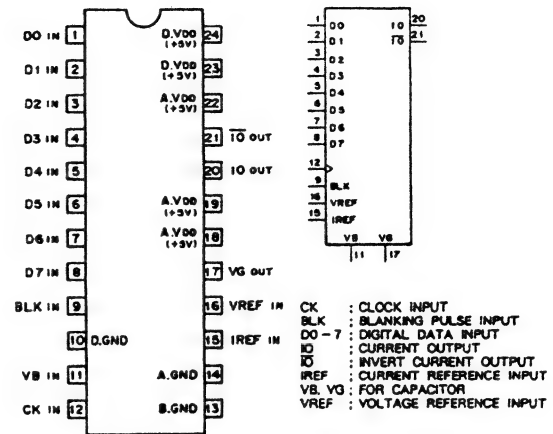 D0 IN 1
D1 IN 2
D2 IN 3
D3 IN 4
D4 IN 5
D5 IN 6
D6 IN 7
D7 IN 8
BLK IN 9
10 D.GND
VB IN 11
CK IN 12
D.VDD 24
(+5V)
D.VDD 23
(+5V)
A.VDD 22
(+5V)
21 IO OUT
20 IO OUT
A.VDD 19
(+5V)
A.VDD 18
(+5V)
17 VG OUT
16 VREF IN
15 IREF IN
A.GND 14
B.GND 13
1 D0 IO 20
2 D1 IO 21
3 D2
4 D3
5 D4
6 D5
7 D6
8 D7
12
9 BLK
16 VREF
15 IREF
VB VG
11 17
CK : CLOCK INPUT
BLK : BLANKING PULSE INPUT
D0 - 7 : DIGITAL DATA INPUT
IO : CURRENT OUTPUT
IO : INVERT CURRENT OUTPUT
IREF : CURRENT REFERENCE INPUT
VB, VG : FOR CAPACITOR
VREF : VOLTAGE REFERENCE INPUT